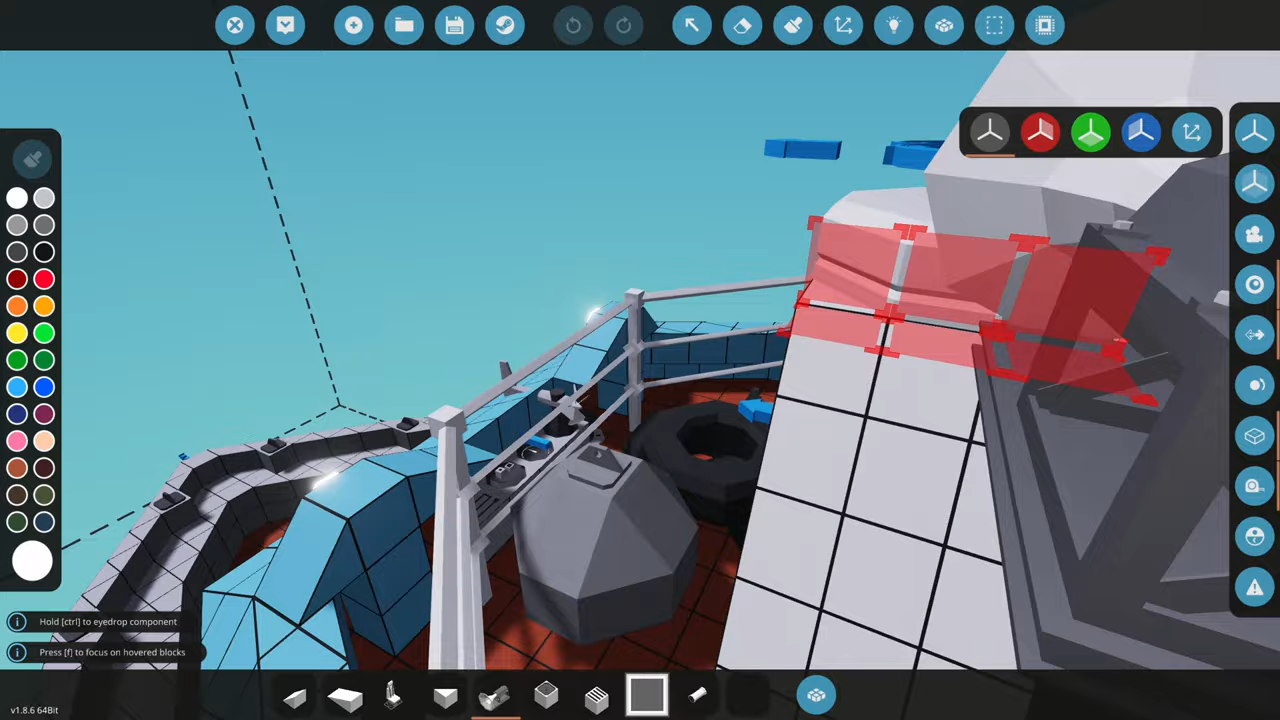 Hold [ctrl] to eyedrop component
Press [f] to focus on hovered blocks
v1.8.6 64Bit